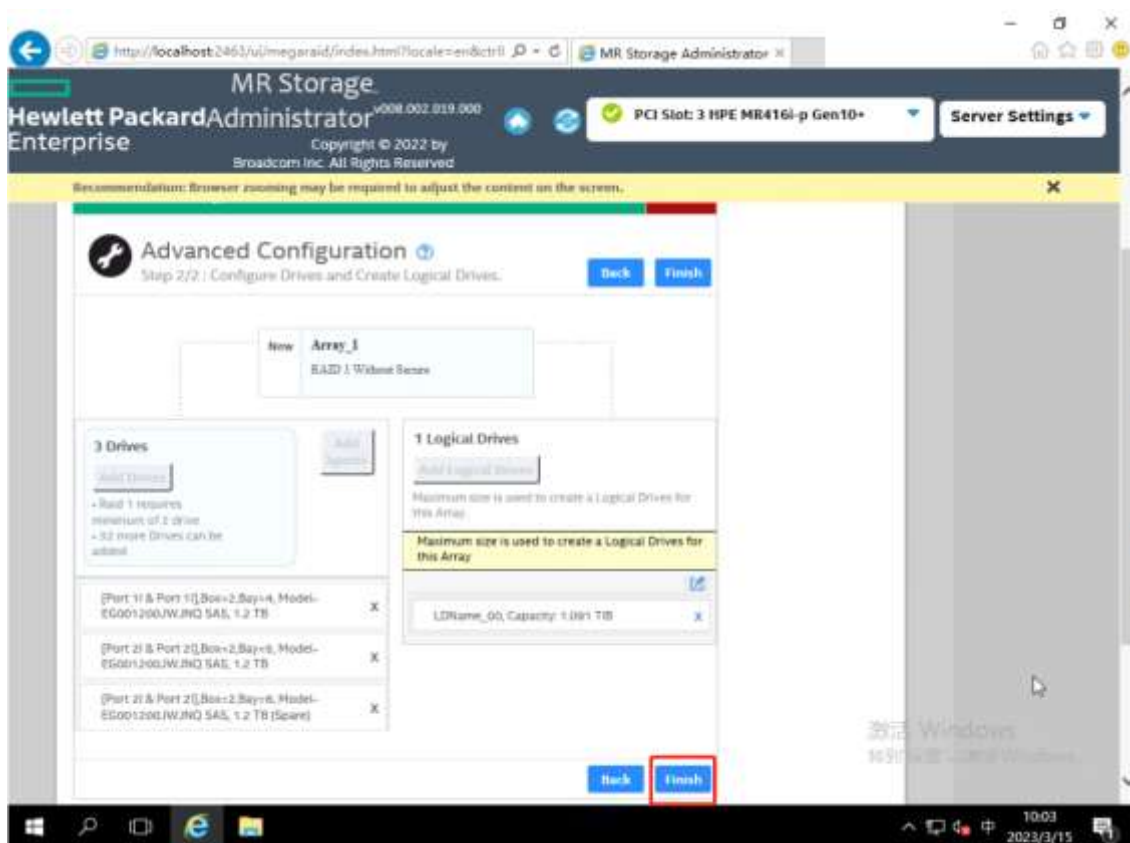 http://localhost:2463/ui/megaraid/index.html?locale=en&ctrl
MR Storage Administrator ×
MR Storage
Hewlett Packard Administrator v008.002.019.000
Enterprise
Copyright © 2022 by
Broadcom Inc. All Rights
Reserved
PCI Slot: 3 HPE MR416i-p Gen10+
Server Settings
Recommendation: Browser zooming may be required to adjust the content on the screen.
Advanced Configuration
Step 2/2 : Configure Drives and Create Logical Drives.
Back
Finish
New
Array_1
RAID 1 Without Secure
3 Drives
Add Drives
Add
Spares
• Raid 1 requires
minimum of 2 drive
• 32 more Drives can be
added
1 Logical Drives
Add Logical Drives
Maximum size is used to create a Logical Drives for
this Array.
Maximum size is used to create a Logical Drives for
this Array
[Port 1I & Port 1I],Box=2,Bay=4, Model-
EG001200JWJNQ SAS, 1.2 TB
X
[Port 2I & Port 2I],Box=2, Model-
EG001200JWJNQ SAS, 1.2 TB
X
[Port 2I & Port 2I],Box=2,Bay=6, Model-
EG001200JWJNQ SAS, 1.2 TB (Spare)
X
LDName_00, Capacity: 1.091 TIB
X
Back
Finish
激活 Windows
中
10:03
2023/3/15